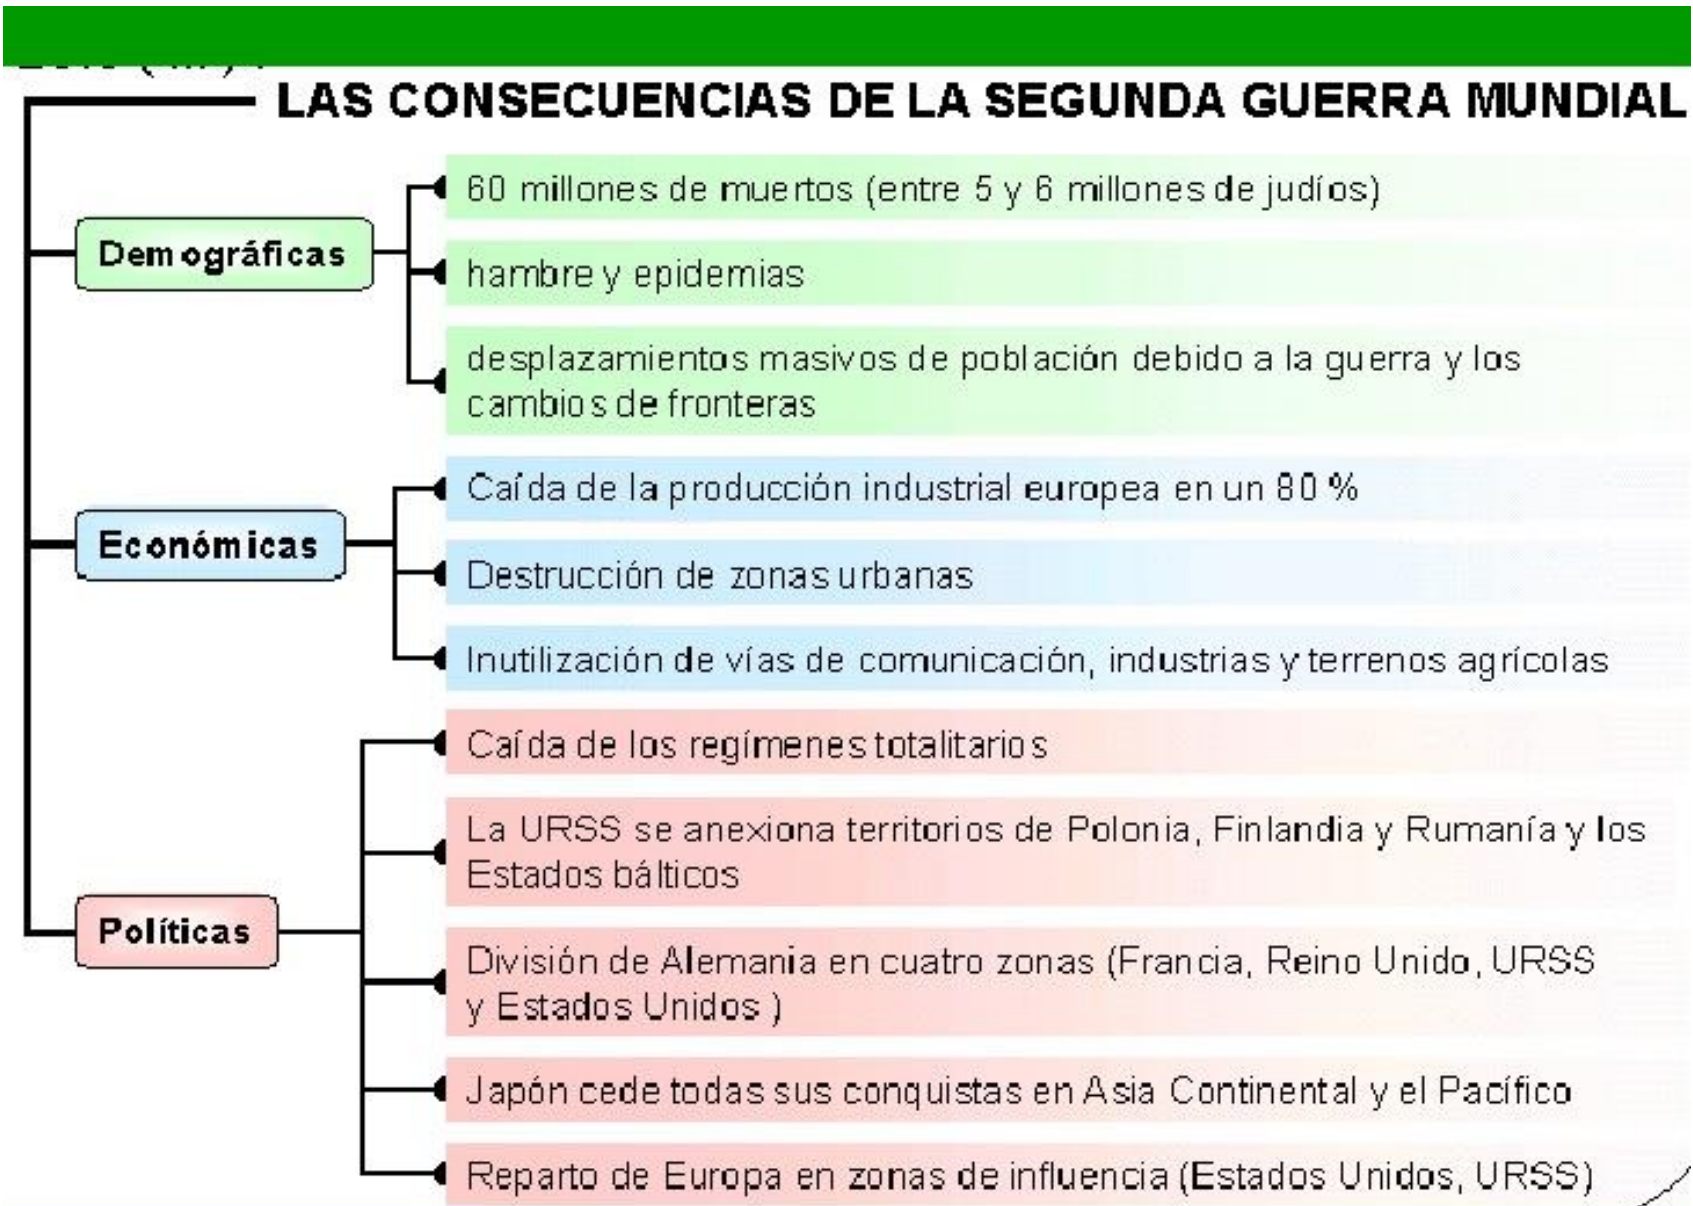 LAS CONSECUENCIAS DE LA SEGUNDA GUERRA MUNDIAL
Demográficas
60 millones de muertos (entre 5 y 6 millones de judíos)
hambre y epidemias
desplazamientos masivos de población debido a la guerra y los
cambios de fronteras
Económicas
Caída de la producción industrial europea en un 80 %
Destrucción de zonas urbanas
Inutilización de vías de comunicación, industrias y terrenos agrícolas
Políticas
Caída de los regímenes totalitarios
La URSS se anexiona territorios de Polonia, Finlandia y Rumanía y los
Estados bálticos
División de Alemania en cuatro zonas (Francia, Reino Unido, URSS
y Estados Unidos )
Japón cede todas sus conquistas en Asia Continental y el Pacífico
Reparto de Europa en zonas de influencia (Estados Unidos, URSS)